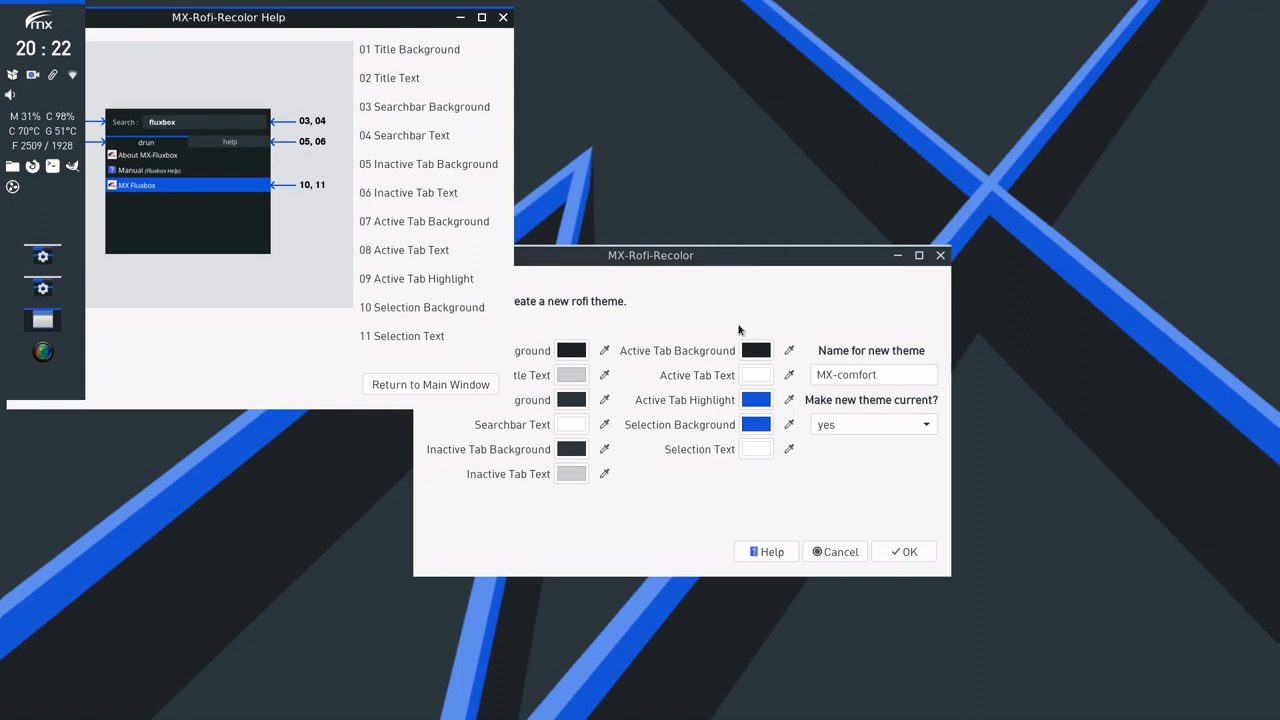 mx
20 : 22
M 31% C 98%
C 70°C G 51°C
F 2509 / 1928
MX-Rofi-Recolor Help
Search : fluxbox
drun help
About MX-Fluxbox
Manual (Fluxbox Help)
MX Fluxbox
03, 04
05, 06
10, 11
01 Title Background
02 Title Text
03 Searchbar Background
04 Searchbar Text
05 Inactive Tab Background
06 Inactive Tab Text
07 Active Tab Background
08 Active Tab Text
09 Active Tab Highlight
10 Selection Background
11 Selection Text
Return to Main Window
MX-Rofi-Recolor
eate a new rofi theme.
ground
tle Text
ground
Searchbar Text
Inactive Tab Background
Inactive Tab Text
Active Tab Background
Active Tab Text
Active Tab Highlight
Selection Background
Selection Text
Name for new theme
MX-comfort
Make new theme current?
yes
? Help
Cancel
OK